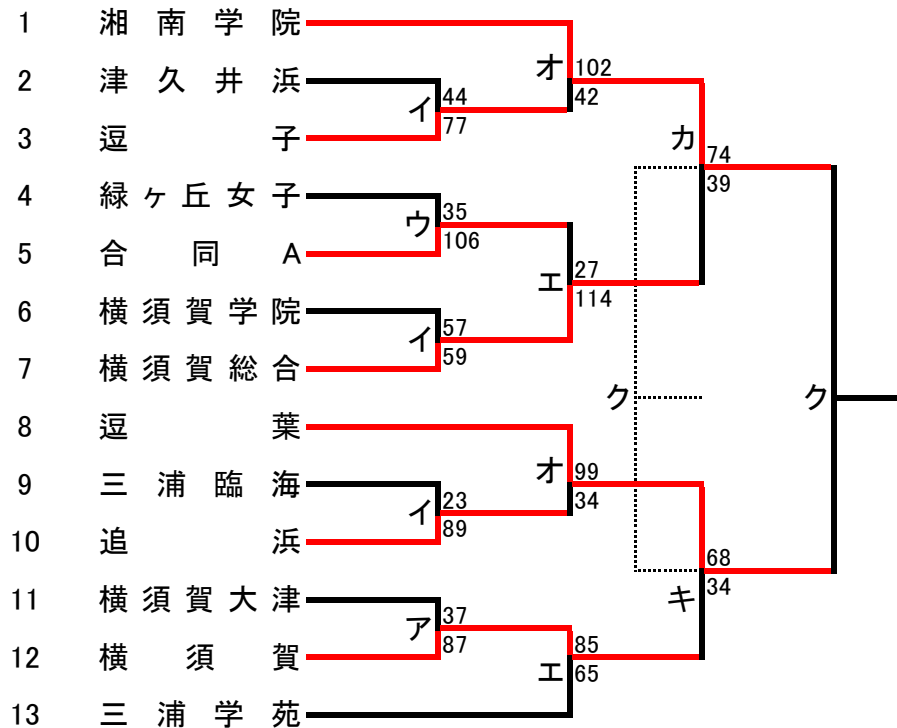 1 湘南学院
オ 102
2 津久井浜
44 42
イ
3 逗子 77
カ 74
39
4 緑ヶ丘女子
35
ウ
5 合同A 106
エ 27
114
6 横須賀学院
57
イ
7 横須賀総合 59
ク ク
8 逗葉
オ 99
9 三浦臨海 34
23
イ
10 追浜 89
68
キ 34
11 横須賀大津
37
ア
12 横須賀 87
85
エ 65
13 三浦学苑